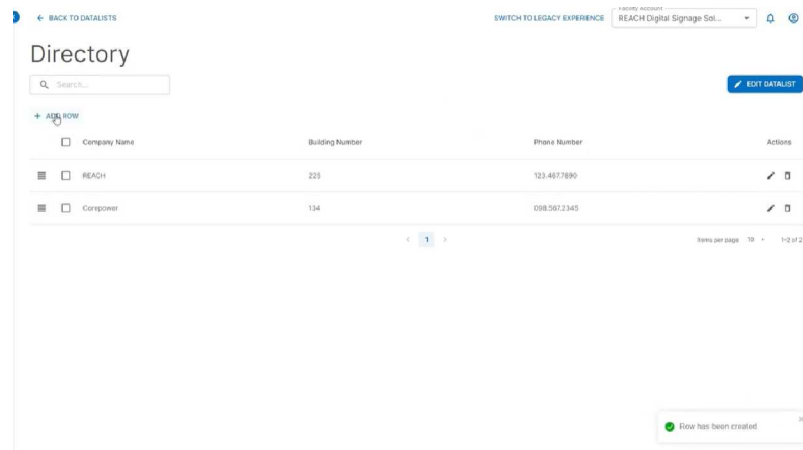 ← BACK TO DATALISTS
SWITCH TO LEGACY EXPERIENCE
Facility Account
REACH Digital Signage Sol...
Directory
Search...
EDIT DATALIST
+ ADD ROW
Company Name Building Number Phone Number Actions
REACH 225 123.467.7890
Corepower 134 098.567.2345
< 1 >
Items per page 10 1-2 of 2
Row has been created